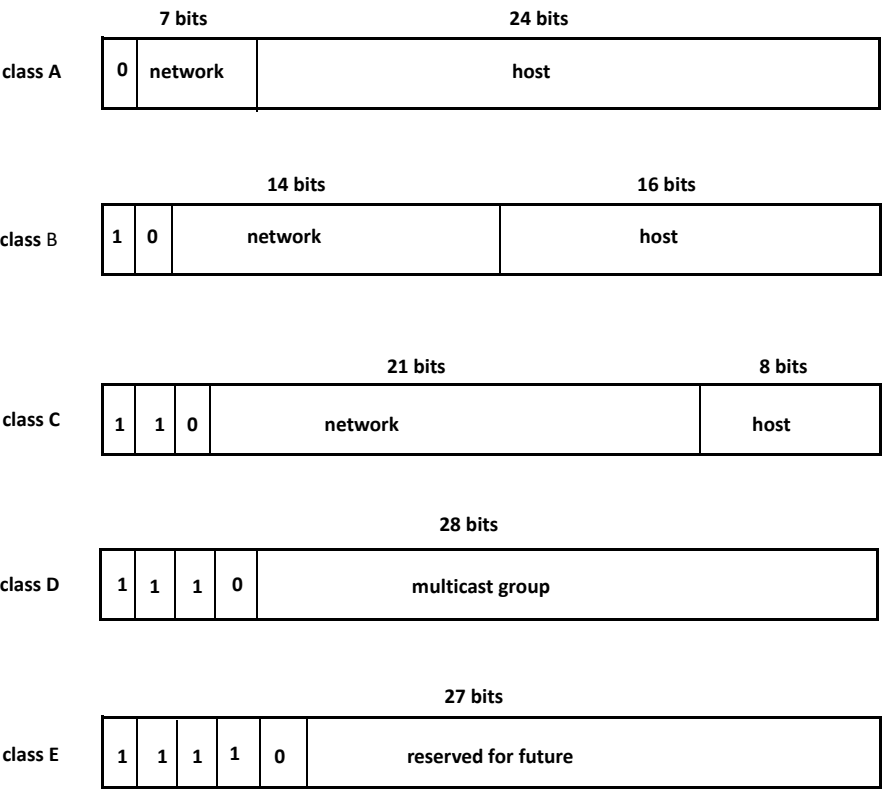 7 bits 24 bits
class A 0 network host
14 bits 16 bits
class B 1 0 network host
21 bits 8 bits
class C 1 1 0 network host
28 bits
class D 1 1 1 0 multicast group
27 bits
class E 1 1 1 1 0 reserved for future